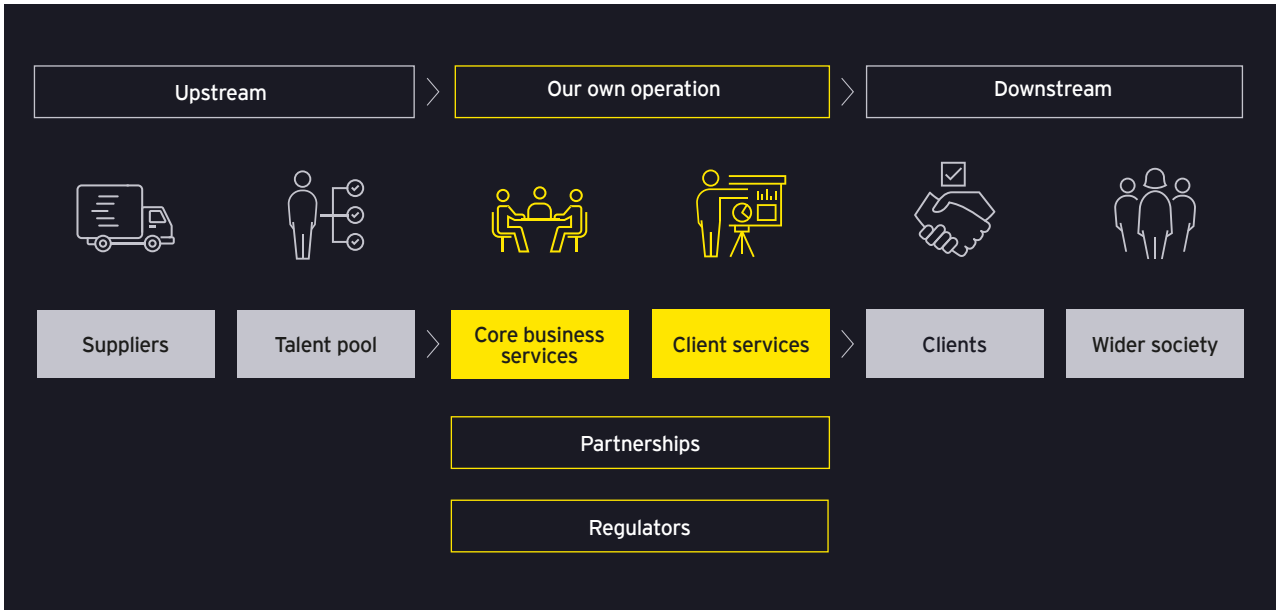 Upstream
Our own operation
Downstream
Suppliers
Talent pool
Core business
services
Client services
Clients
Wider society
Partnerships
Regulators